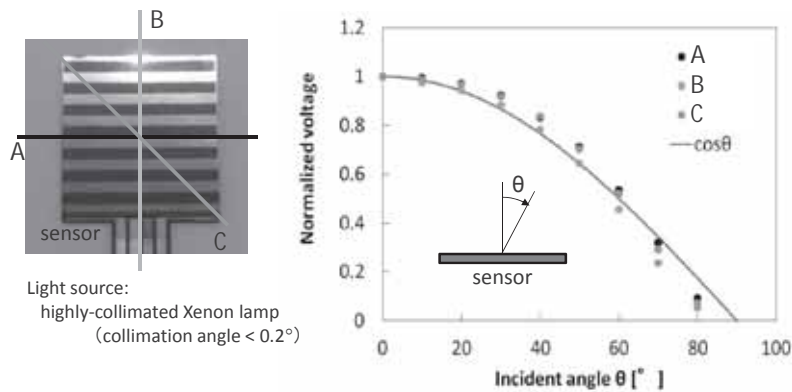 B
A
sensor
C
Light source:
highly-collimated Xenon lamp
(collimation angle < 0.2°)
Normalized voltage
1.2
1
0.8
0.6
0.4
0.2
0
A
B
C
cosθ
θ
sensor
0
20
40
60
80
100
Incident angle θ [°]